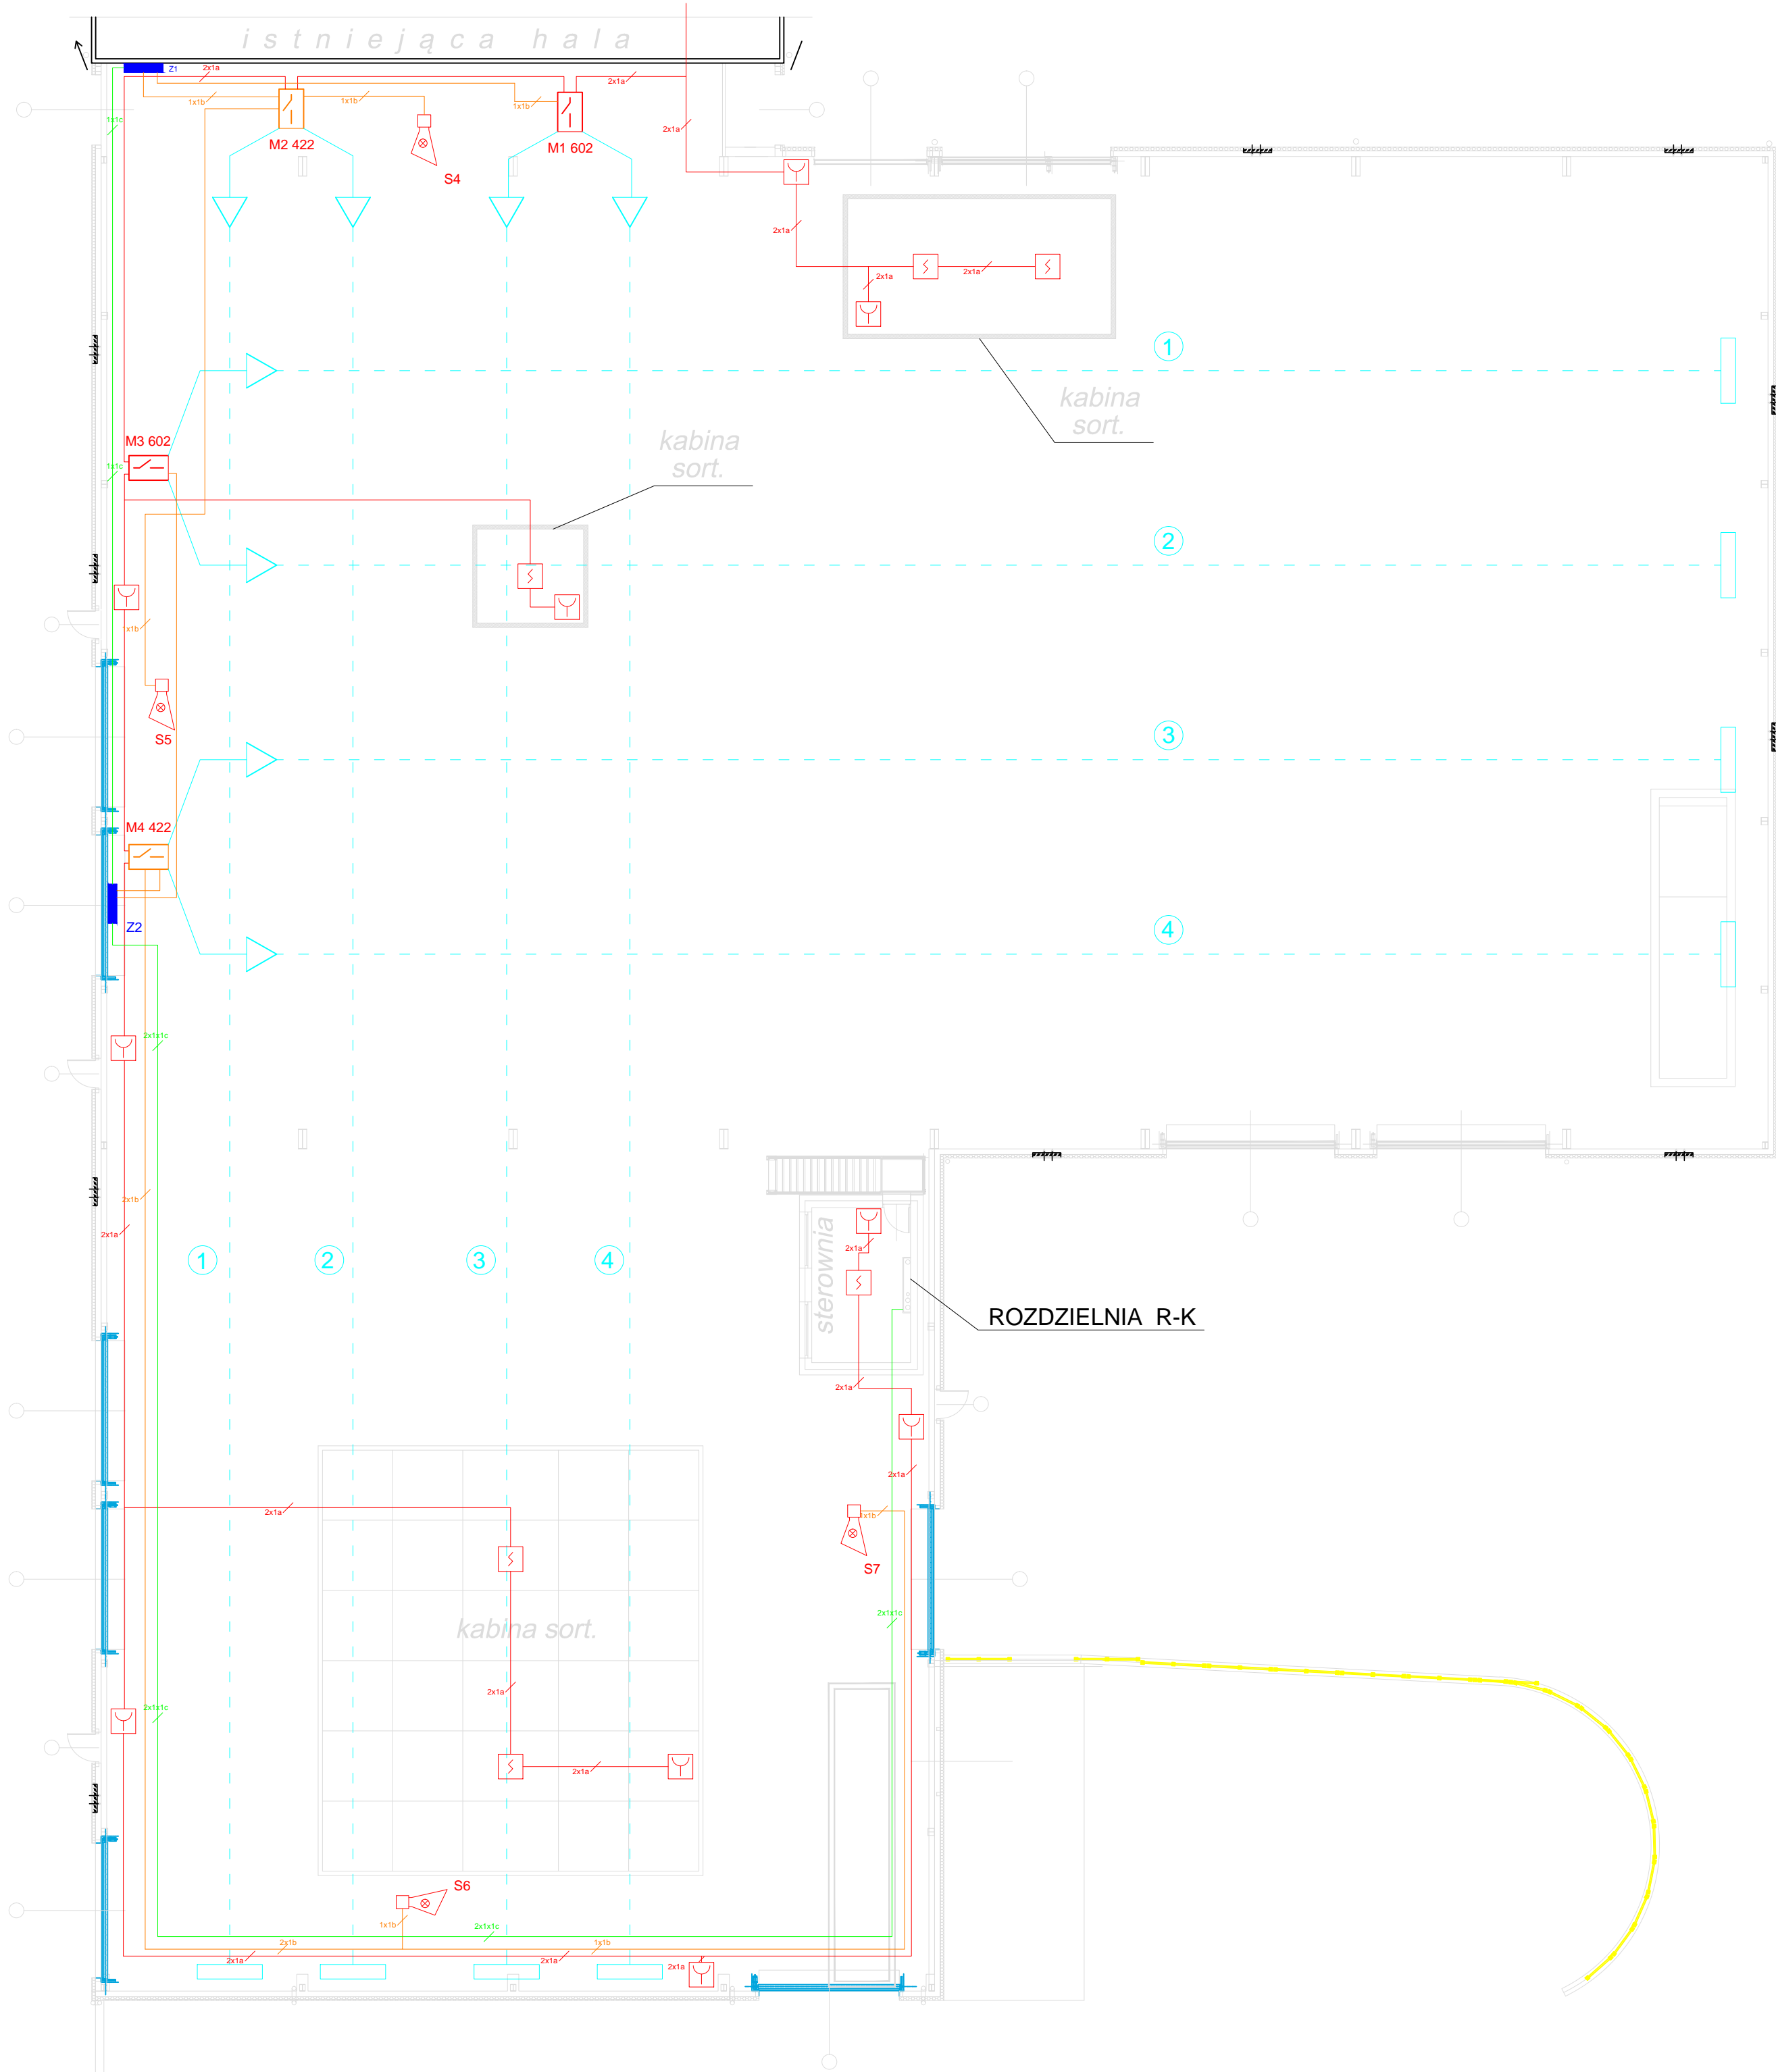 istniejąca hala
Z1
2x1a
2x1a
1x1b
1x1b
1x1b
1x1c
2x1a
M2 422
M1 602
S4
2x1a
2x1a
2x1a
1
kabina
sort.
kabina
sort.
M3 602
1x1c
2
1x1b
S5
3
M4 422
Z2
4
2x1x1c
2x1b
2x1a
1
2
3
4
sterownia
2x1a
ROZDZIELNIA R-K
2x1a
2x1a
2x1a
1x1b
S7
kabina sort.
2x1x1c
2x1a
2x1x1c
2x1a
S6
1x1b
2x1x1c
2x1b
1x1b
2x1a
2x1a
2x1a